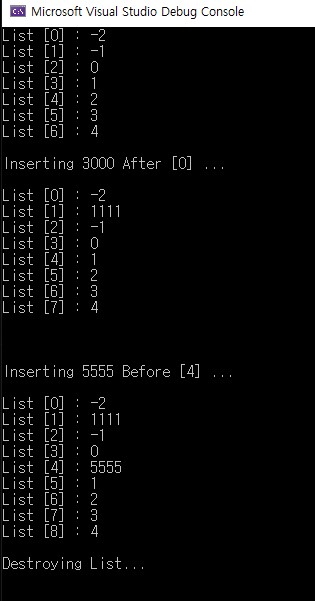 C:\ Microsoft Visual Studio Debug Console
List [0] : -2
List [1] : -1
List [2] : 0
List [3] : 1
List [4] : 2
List [5] : 3
List [6] : 4
Inserting 3000 After [0] ...
List [0] : -2
List [1] : 1111
List [2] : -1
List [3] : 0
List [4] : 1
List [5] : 2
List [6] : 3
List [7] : 4
Inserting 5555 Before [4] ...
List [0] : -2
List [1] : 1111
List [2] : -1
List [3] : 0
List [4] : 5555
List [5] : 1
List [6] : 2
List [7] : 3
List [8] : 4
Destroying List...